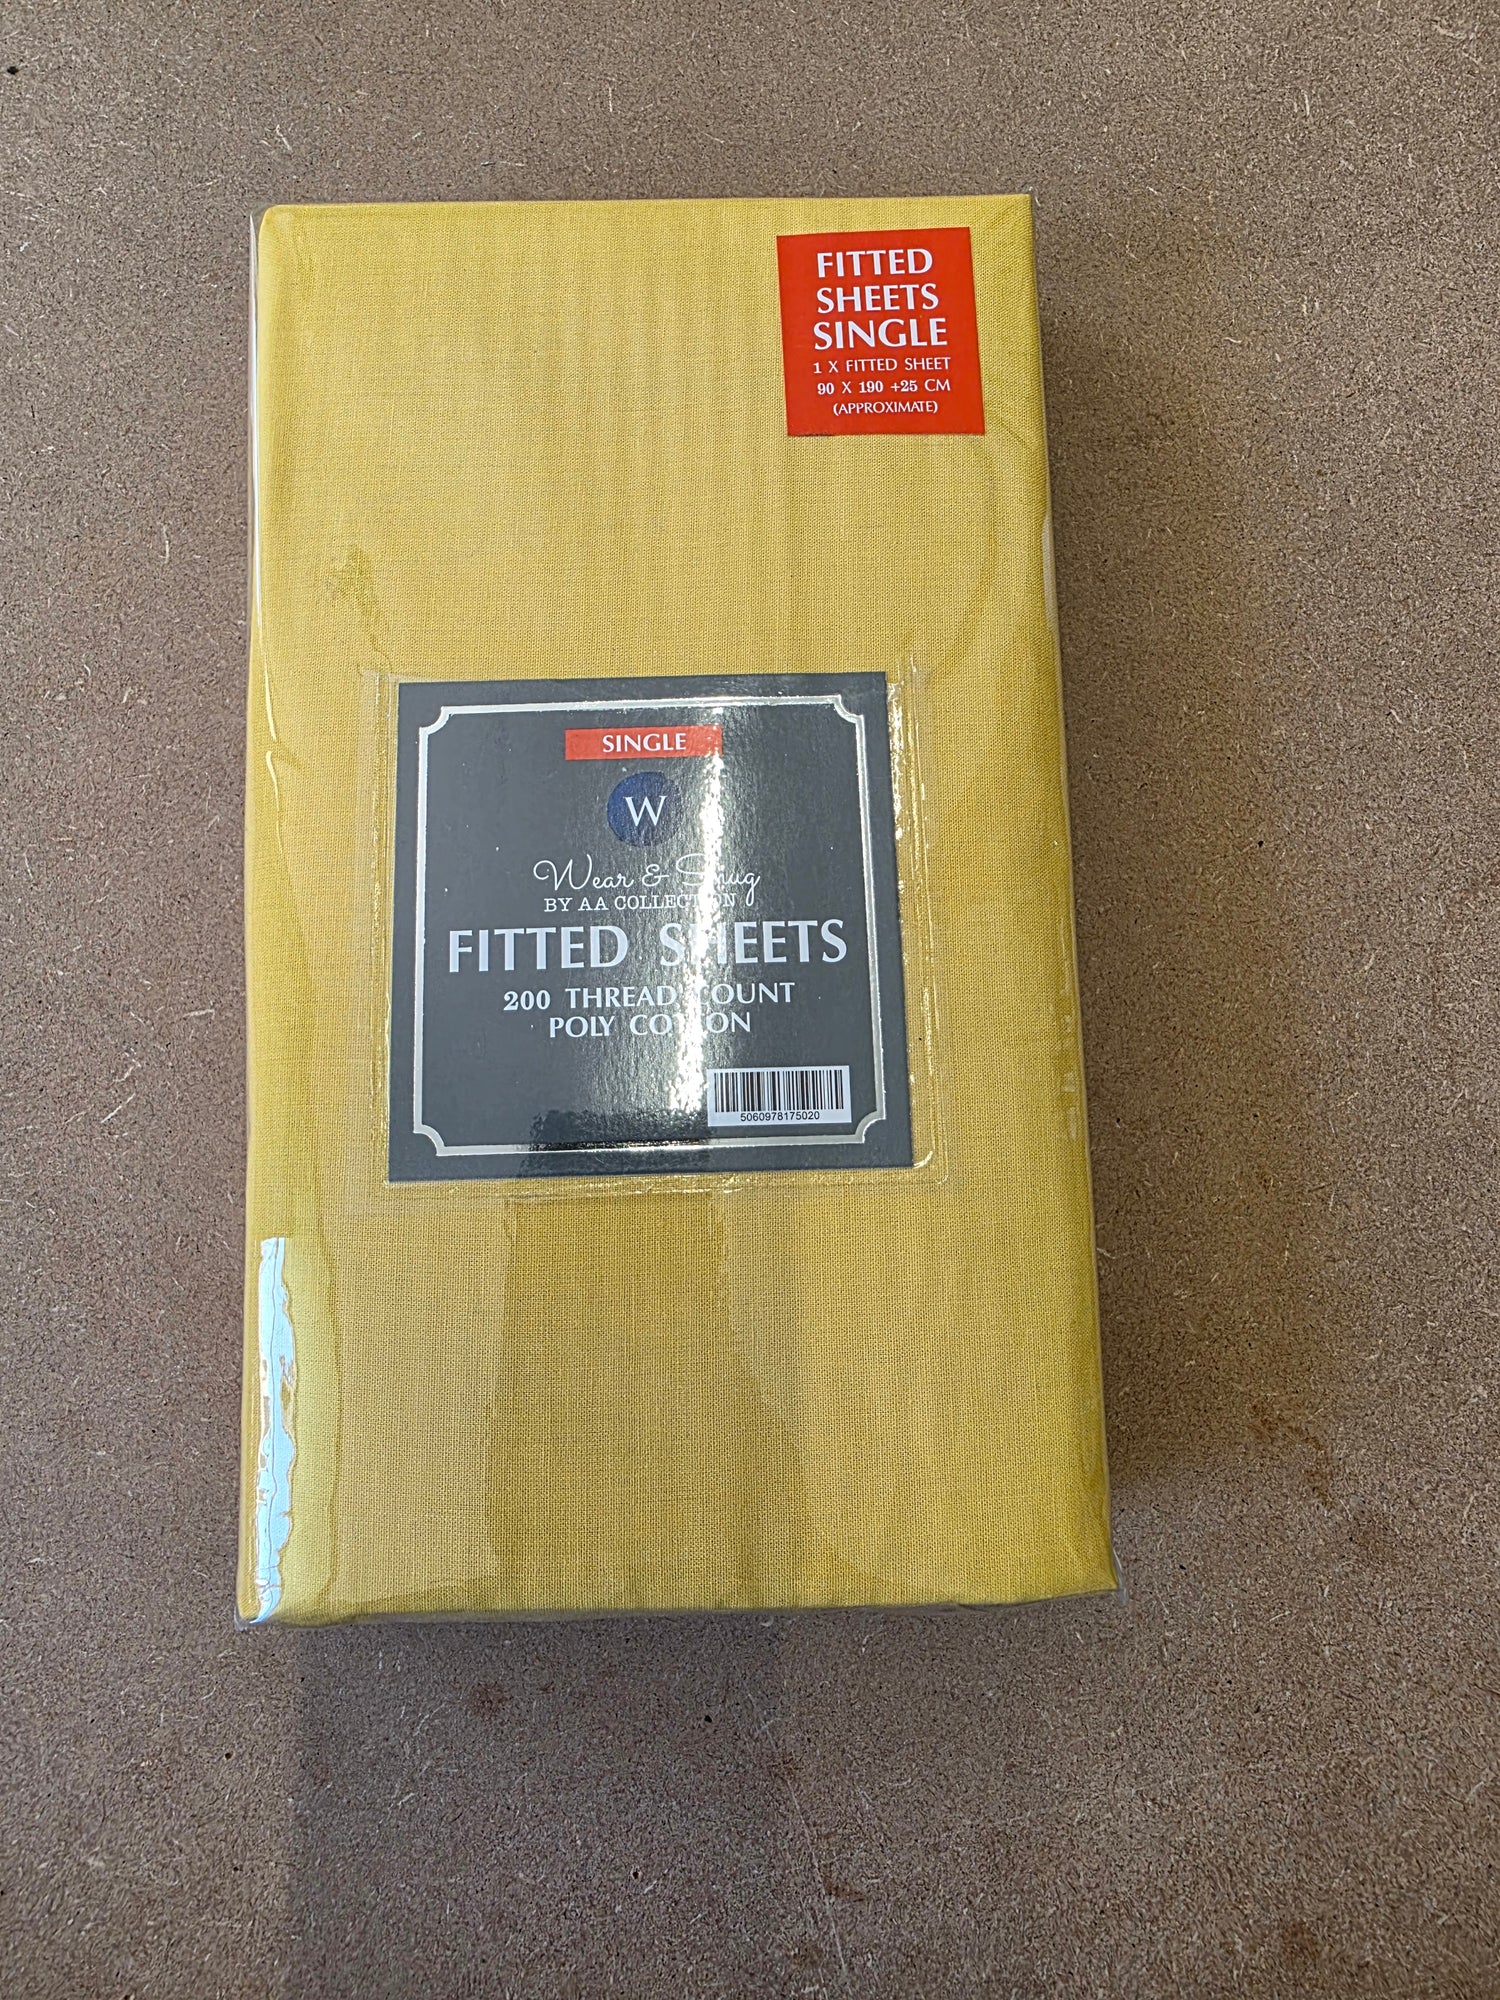 FITTED
SHEETS
SINGLE
1 X FITTED SHEET
90 X 190 +25 CM
(APPROXIMATE)
SINGLE
W
Wear & Snug
BY AA COLLECTION
FITTED SHEETS
200 THREAD COUNT
POLY COTTON
5060978175020